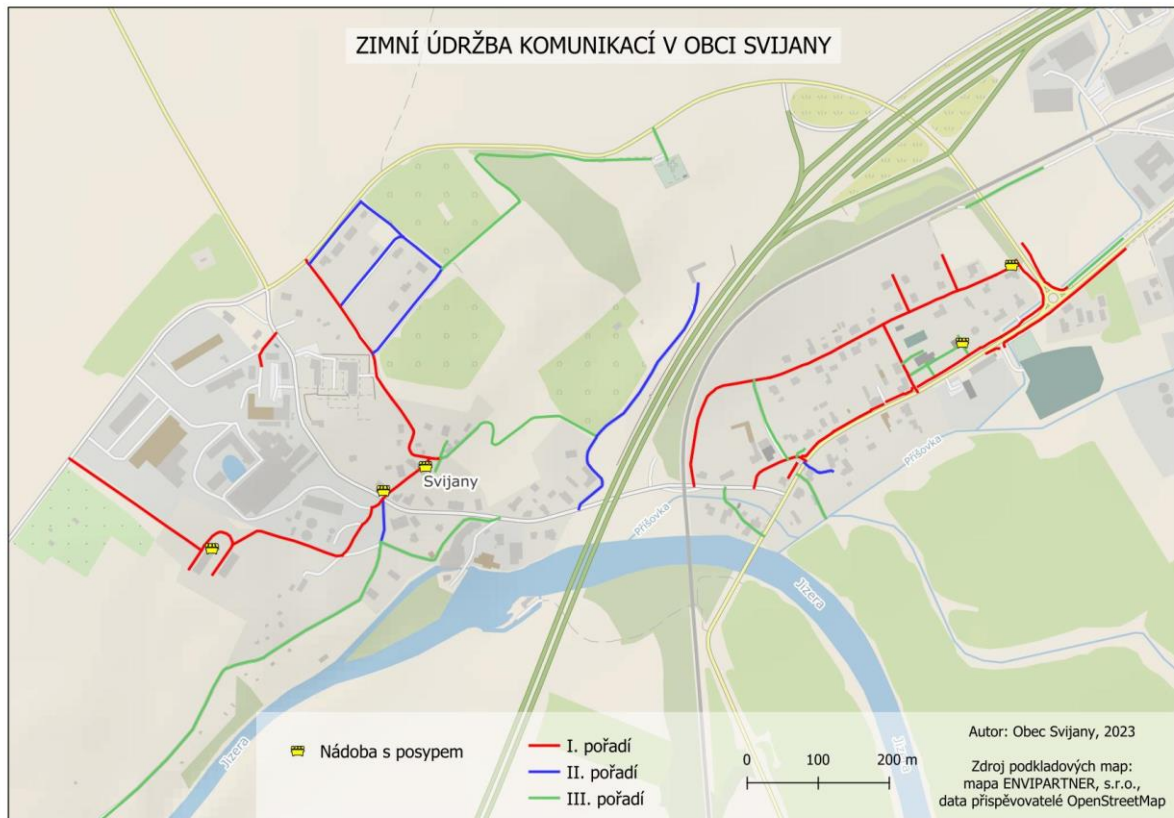 ZIMNÍ ÚDRŽBA KOMUNIKACÍ V OBCI SVIJANY
Svijany
Příšovka
Příšovka
Jizera
Jizera
Jizera
Nádoba s posypem
I. pořadí
II. pořadí
III. pořadí
0 100 200 m
Autor: Obec Svijany, 2023
Zdroj podkladových map:
mapa ENVIPARTNER, s.r.o.,
data přispěvovatelé OpenStreetMap